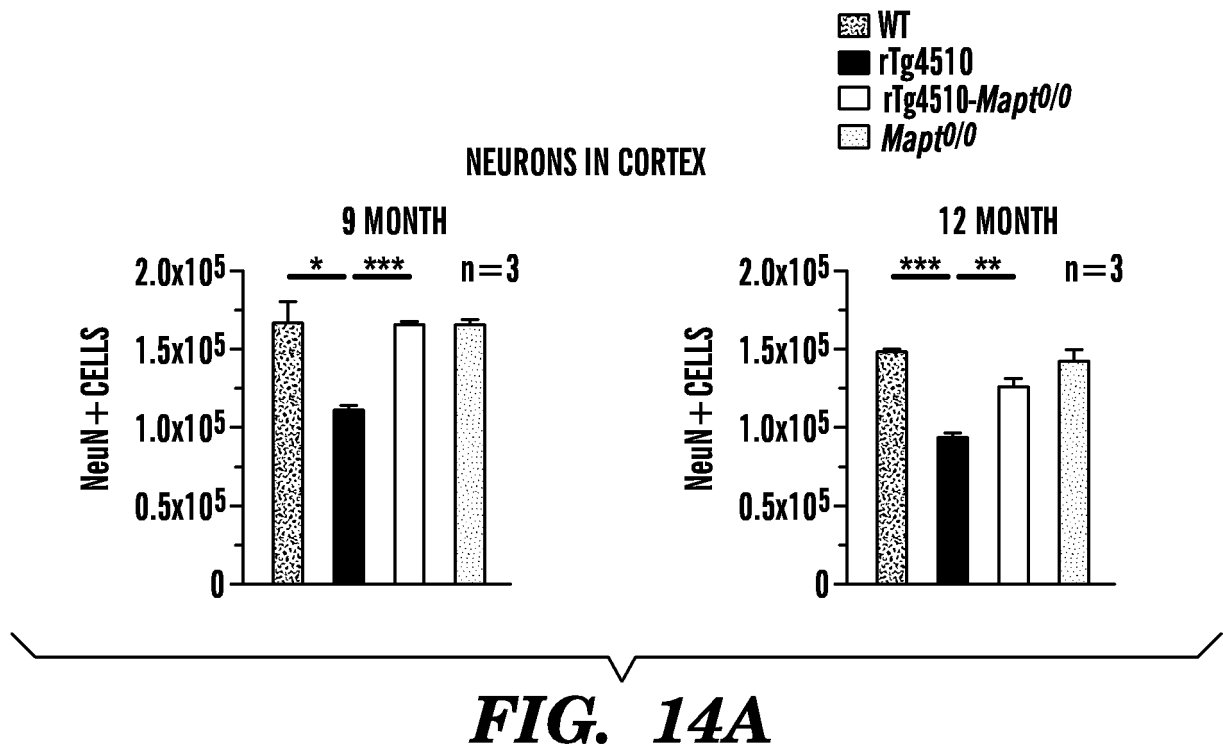 WT
rTg4510
rTg4510-Mapt0/0
Mapt0/0
NEURONS IN CORTEX
9 MONTH
* *** n=3
2.0x10⁵
1.5x10⁵
1.0x10⁵
0.5x10⁵
0
NeuN+CELLS
12 MONTH
*** ** n=3
2.0x10⁵
1.5x10⁵
1.0x10⁵
0.5x10⁵
0
NeuN+CELLS
FIG. 14A